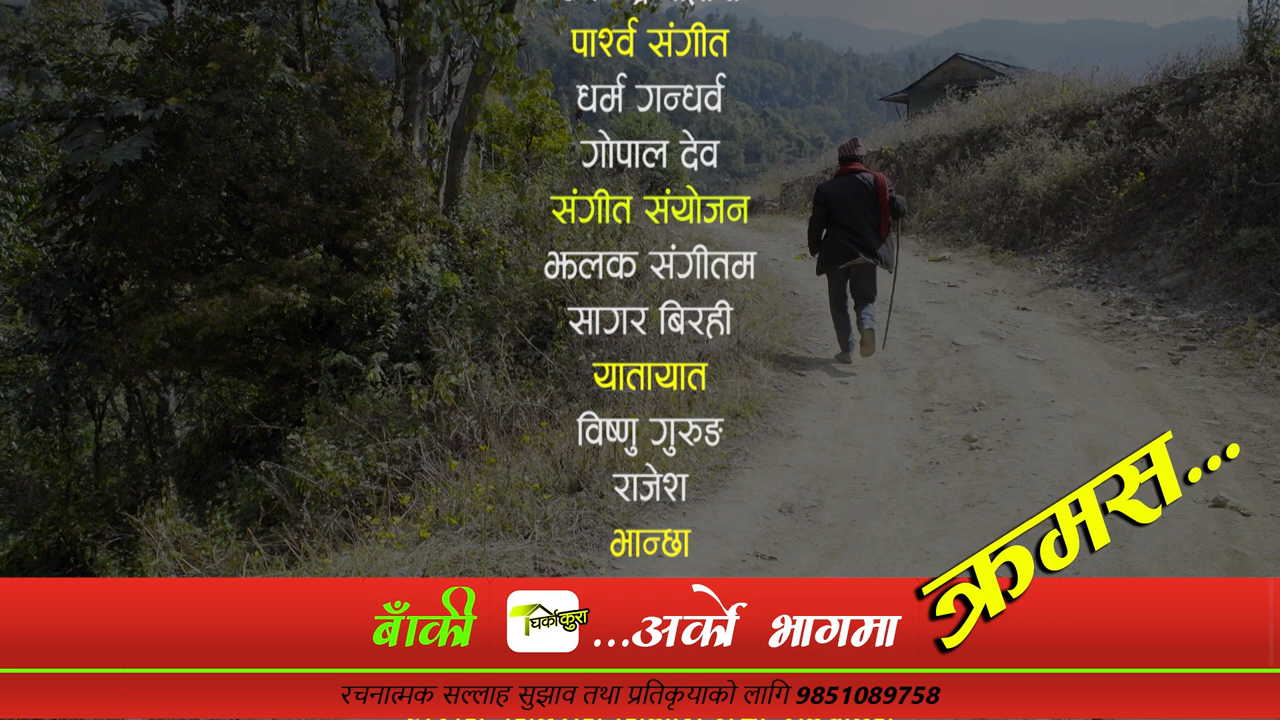 पार्श्व संगीत
धर्म गन्धर्व
गोपाल देव
संगीत संयोजन
झलक संगीतम
सागर बिरही
यातायात
विष्णु गुरुङ
राजेश
भान्छा
क्रमस...
बाँकी घर्काे कुरा ...अर्काे भागमा
रचनात्मक सल्लाह सुझाव तथा प्रतिकृयाको लागि 9851089758